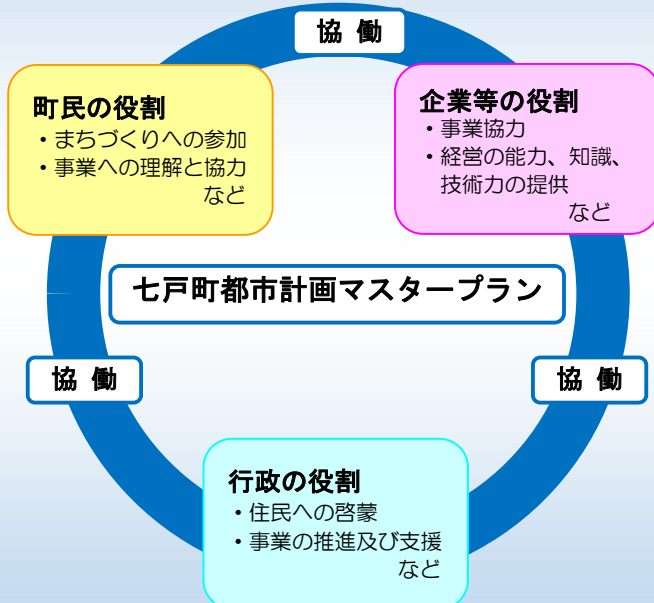 協 働
町民の役割
・まちづくりへの参加
・事業への理解と協力
など
企業等の役割
・事業協力
・経営の能力、知識、
技術力の提供
など
七戸町都市計画マスタープラン
協 働
協 働
行政の役割
・住民への啓蒙
・事業の推進及び支援
など